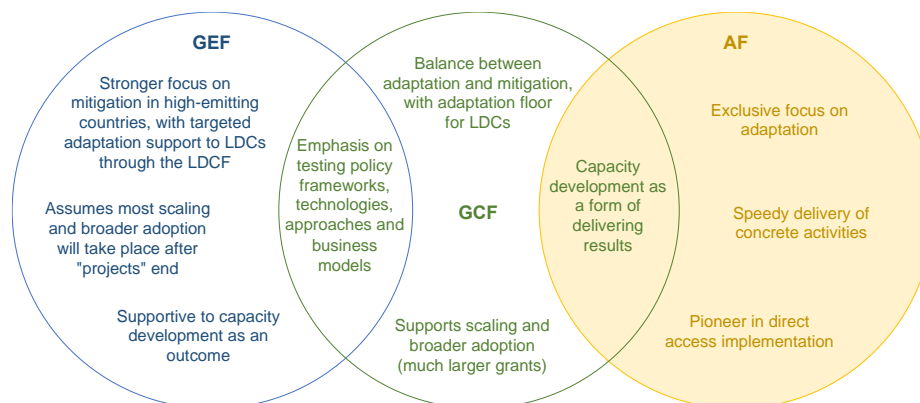 GEF
Stronger focus on
mitigation in high-emitting
countries, with targeted
adaptation support to LDCs
through the LDCF
Assumes most scaling
and broader adoption
will take place after
"projects" end
Supportive to capacity
development as an
outcome
Emphasis on
testing policy
frameworks,
technologies,
approaches and
business
models
Balance between
adaptation and mitigation,
with adaptation floor
for LDCs
GCF
Supports scaling and
broader adoption
(much larger grants)
Capacity
development as
a form of
delivering
results
AF
Exclusive focus on
adaptation
Speedy delivery of
concrete activities
Pioneer in direct
access implementation